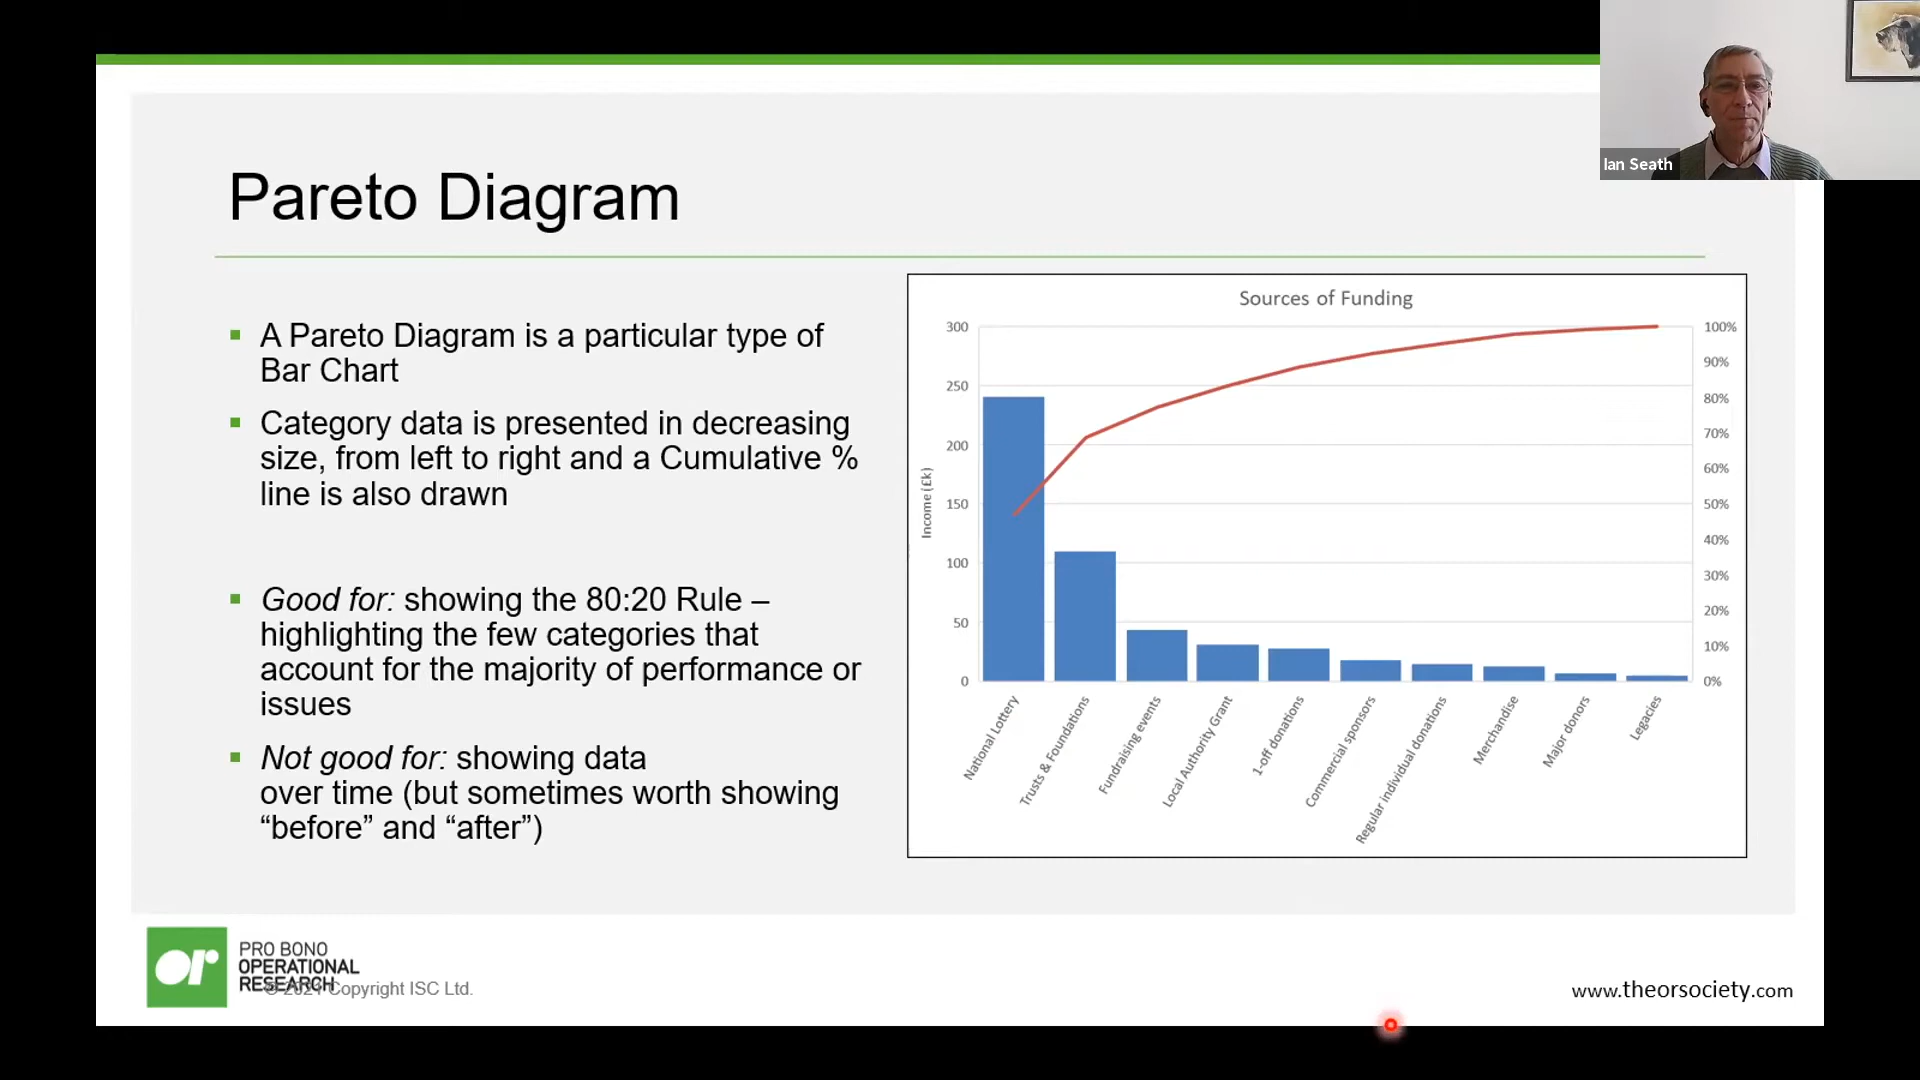 Ian Seath
Pareto Diagram
A Pareto Diagram is a particular type of
Bar Chart
Category data is presented in decreasing
size, from left to right and a Cumulative %
line is also drawn
Good for: showing the 80:20 Rule –
highlighting the few categories that
account for the majority of performance or
issues
Not good for: showing data
over time (but sometimes worth showing
“before” and “after”)
Sources of Funding
Income (£k)
300
250
200
150
100
50
0
100%
90%
80%
70%
60%
50%
40%
30%
20%
10%
0%
National Lottery
Trusts & Foundations
Fundraising events
Local Authority Grant
1-off donations
Commercial sponsors
Regular individual donations
Merchandise
Major donors
Legacies
or
PRO BONO
OPERATIONAL
RESEARCH
© 2021 Copyright ISC Ltd.
www.theorsociety.com